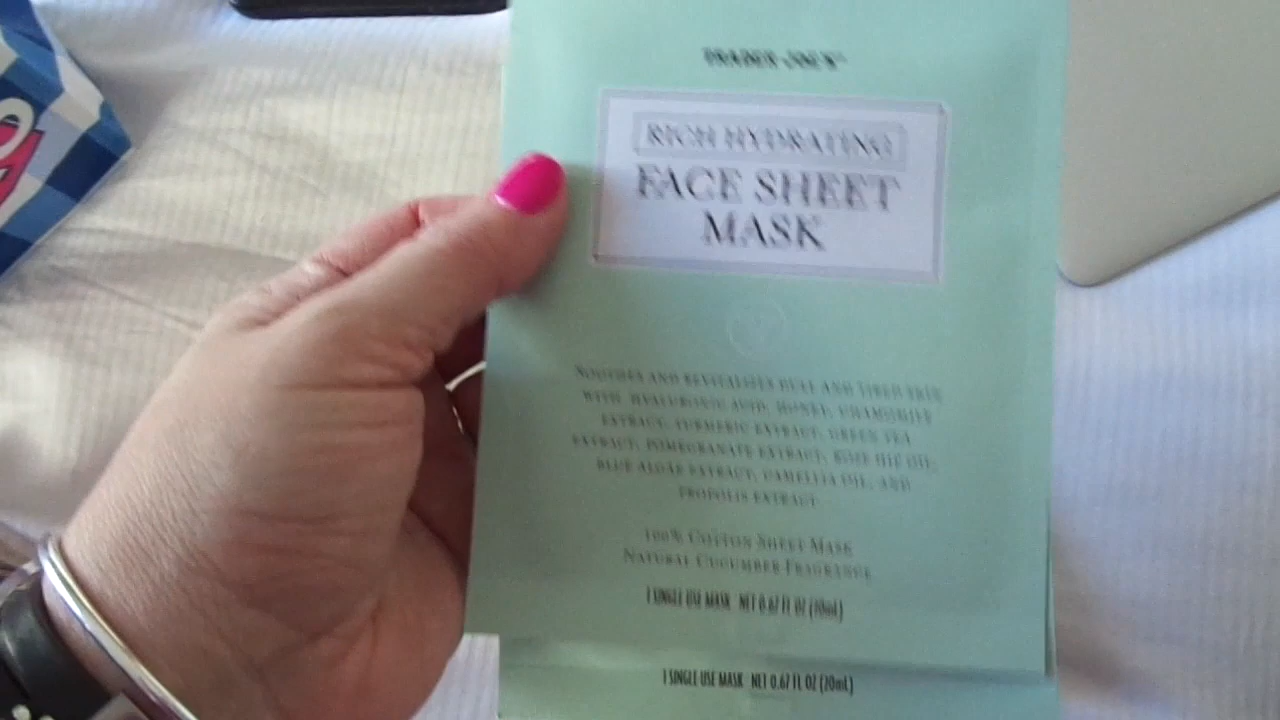 TRADER JOE'S
RICH HYDRATING
FACE SHEET
MASK
SOOTHES AND REVITALIZES DULL AND TIRED SKIN
WITH HYALURONIC ACID, HONEY, CHAMOMILE
EXTRACT, TURMERIC EXTRACT, GREEN TEA
EXTRACT, POMEGRANATE EXTRACT, ROSE HIP OIL,
BLUE ALGAE EXTRACT, CAMELLIA OIL, AND
PROPOLIS EXTRACT
100% COTTON SHEET MASK
NATURAL CUCUMBER FRAGRANCE
1 SINGLE USE MASK NET 0.67 FL OZ (20mL)
1 SINGLE USE MASK NET 0.67 FL OZ (20mL)